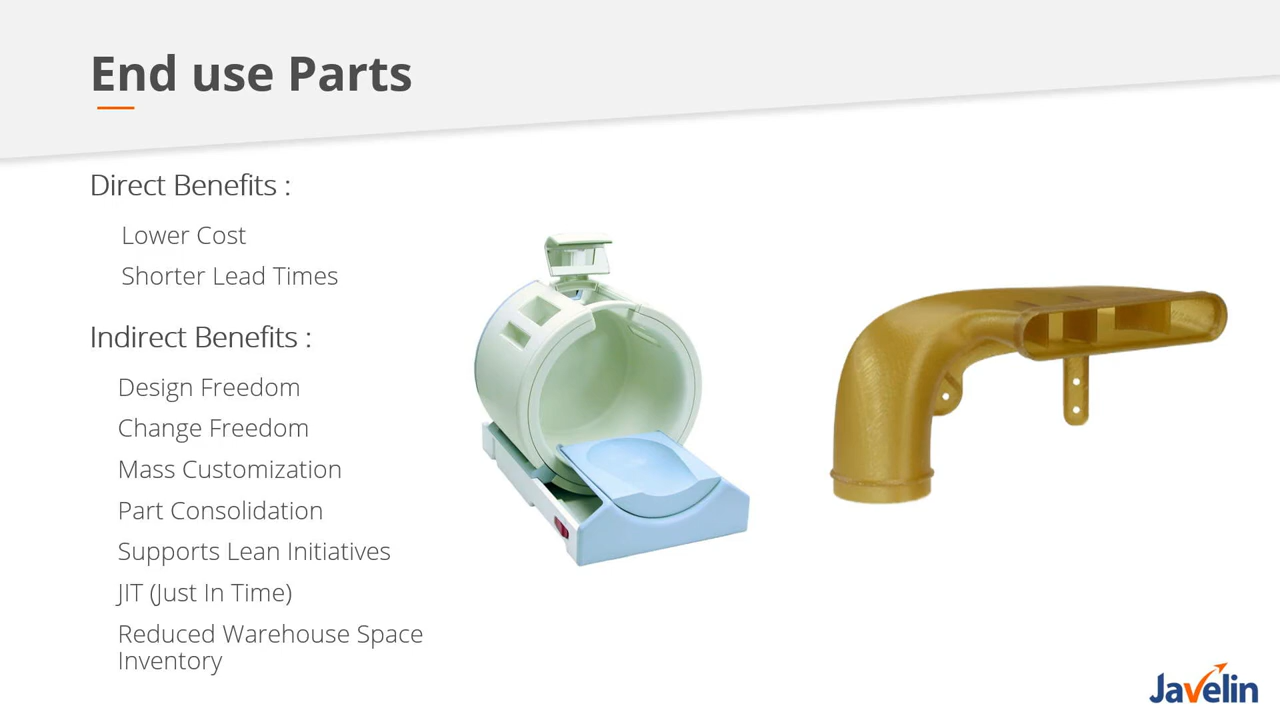 End use Parts
Direct Benefits :
Lower Cost
Shorter Lead Times
Indirect Benefits :
Design Freedom
Change Freedom
Mass Customization
Part Consolidation
Supports Lean Initiatives
JIT (Just In Time)
Reduced Warehouse Space
Inventory
Javelin